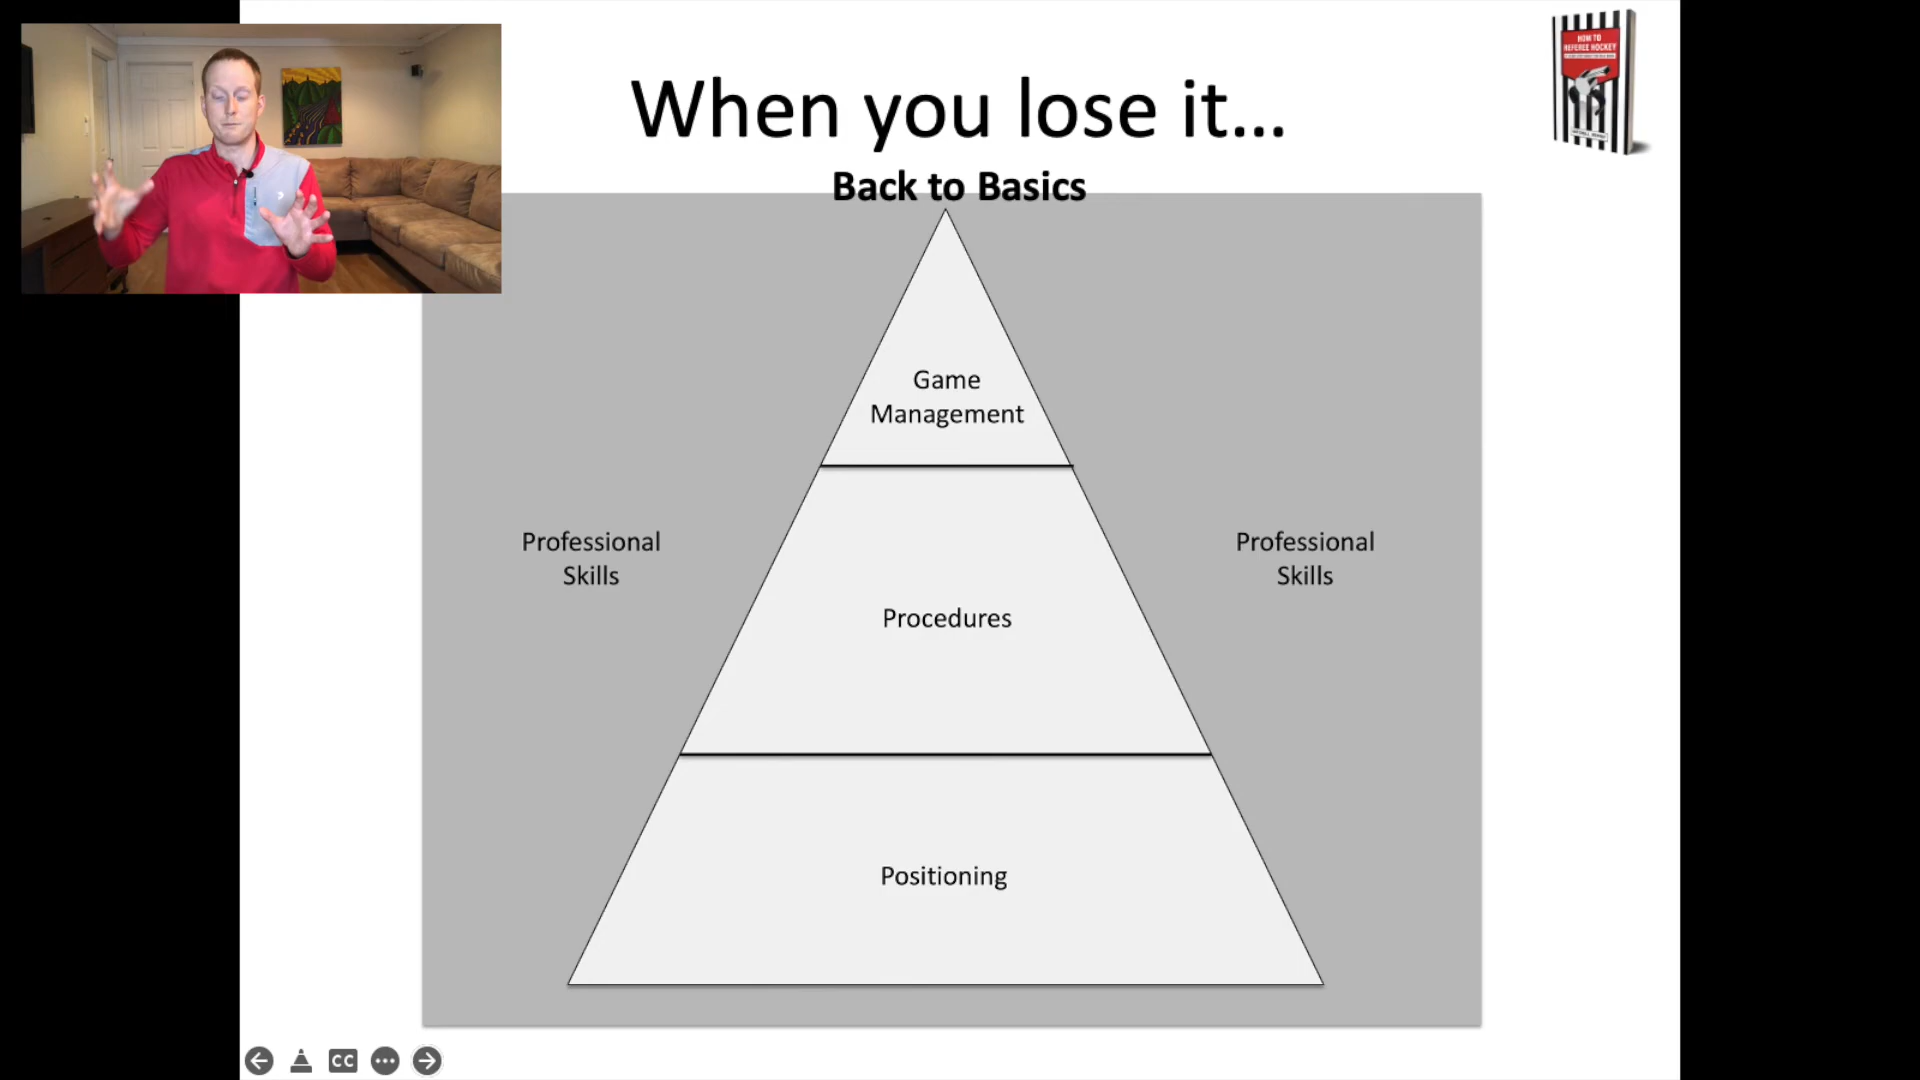 When you lose it...
Back to Basics
HOW TO
REFEREE HOCKEY
Game
Management
Professional
Skills
Professional
Skills
Procedures
Positioning
CC